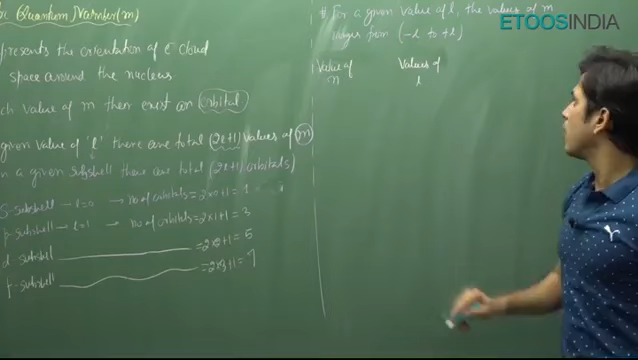 Quantum Number (m)
presents the orientation of e⁻ cloud
space around the nucleus
ch value of m there exist an orbital
given value of 'l' there are total (2l+1) values of m
n a given subshell there are total (2l+1) orbitals)
S-subshell - l=0 → no of orbitals = 2×0+1 = 1
p-subshell - l=1 → no of orbitals = 2×1+1 = 3
d-subshell = 2×2+1 = 5
f-subshell = 2×3+1 = 7
# For a given value of l, the values of m
ranges from (-l to +l)
Value of n
Values of l
ETOOSINDIA